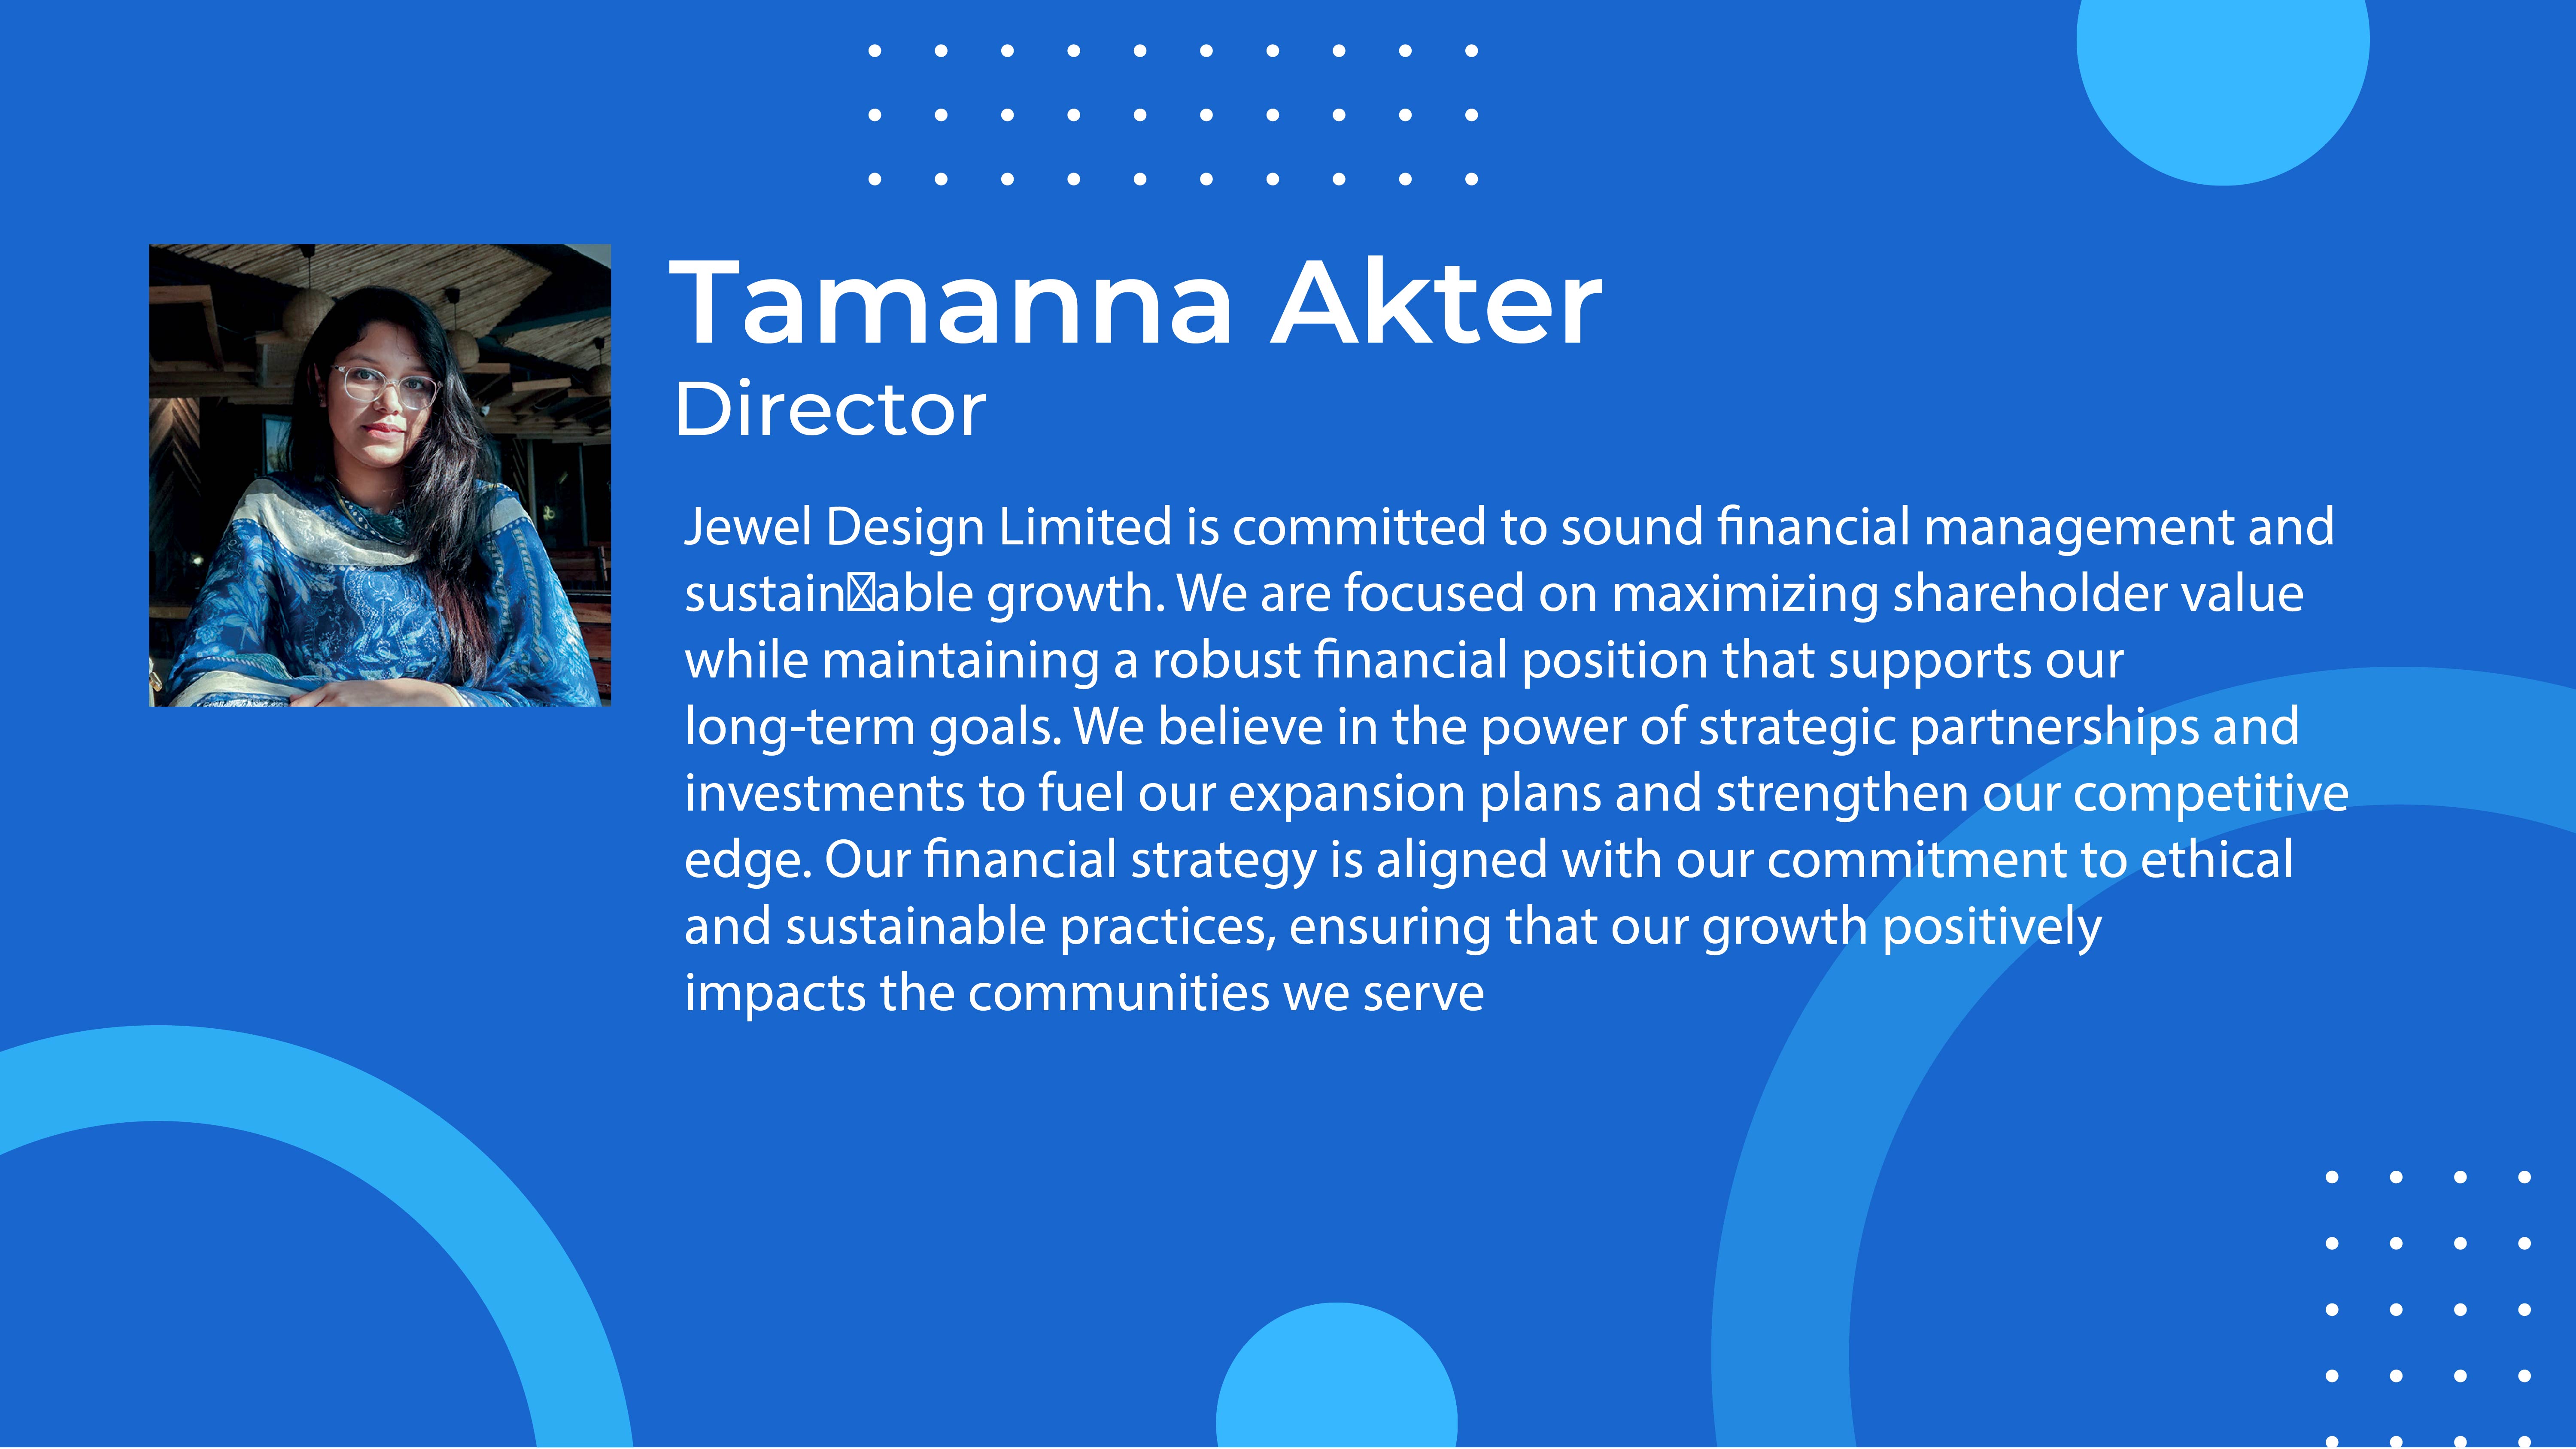 Tamanna Akter
Director
Jewel Design Limited is committed to sound financial management and
sustain☒able growth. We are focused on maximizing shareholder value
while maintaining a robust financial position that supports our
long-term goals. We believe in the power of strategic partnerships and
investments to fuel our expansion plans and strengthen our competitive
edge. Our financial strategy is aligned with our commitment to ethical
and sustainable practices, ensuring that our growth positively
impacts the communities we serve